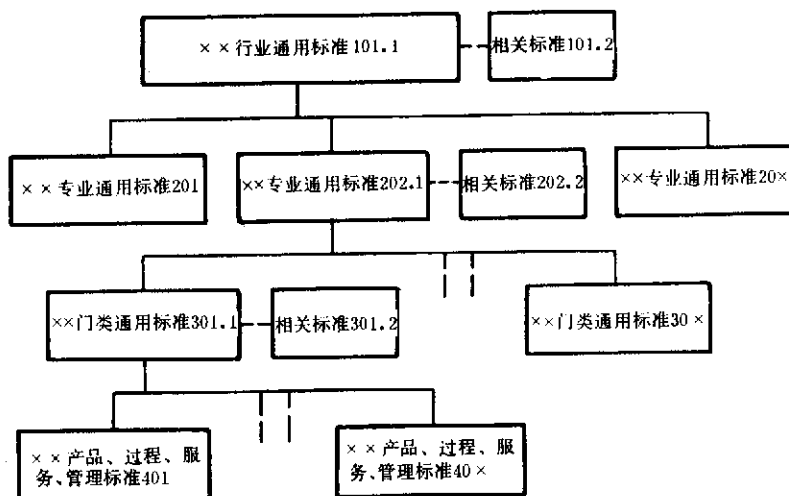 ××行业通用标准101.1
相关标准101.2
××专业通用标准201
××专业通用标准202.1
相关标准202.2
××专业通用标准20×
××门类通用标准301.1
相关标准301.2
××门类通用标准30×
××产品、过程、服
务、管理标准401
××产品、过程、服
务、管理标准40×